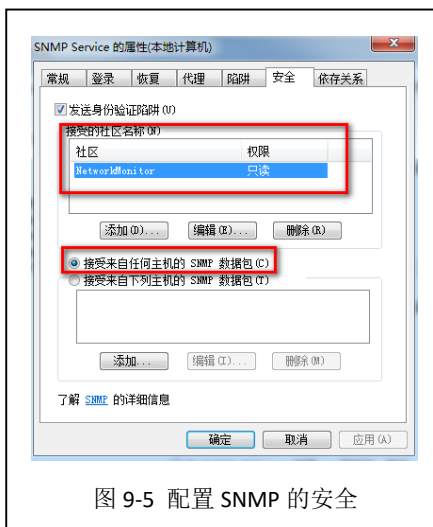 SNMP Service 的属性(本地计算机)
常规 登录 恢复 代理 陷阱 安全 依存关系
发送身份验证陷阱(U)
接受的社区名称(N)
社区 权限
NetworkMonitor 只读
添加(D)... 编辑(E)... 删除(R)
接受来自任何主机的 SNMP 数据包(C)
接受来自下列主机的 SNMP 数据包(T)
添加... 编辑(I)... 删除(M)
了解 SNMP 的详细信息
确定 取消 应用(A)
图 9-5 配置 SNMP 的安全